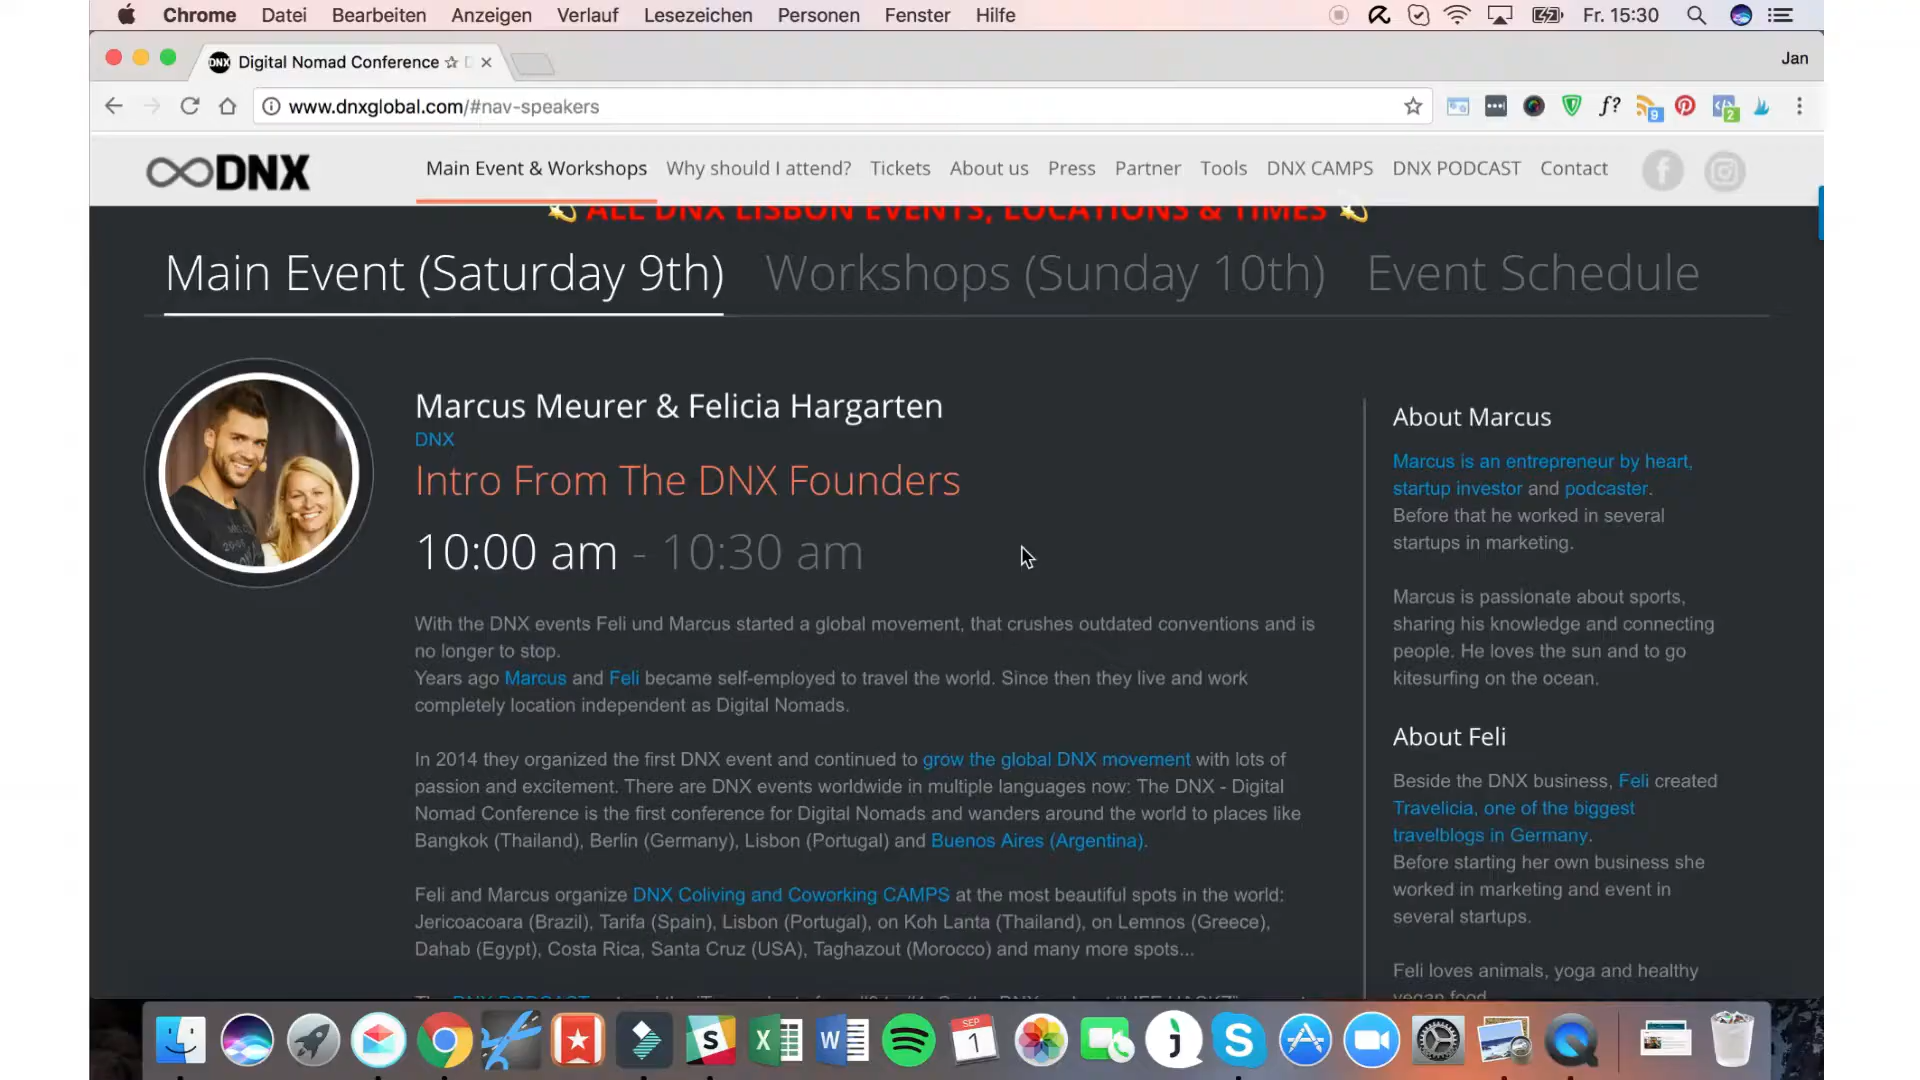 Chrome Datei Bearbeiten Anzeigen Verlauf Lesezeichen Personen Fenster Hilfe Fr. 15:30
DNX Digital Nomad Conference ☆ Jan
www.dnxglobal.com/#nav-speakers f? 9 2
DNX Main Event & Workshops Why should I attend? Tickets About us Press Partner Tools DNX CAMPS DNX PODCAST Contact
ALL DNX LISBON EVENTS, LOCATIONS & TIMES
Main Event (Saturday 9th) Workshops (Sunday 10th) Event Schedule
Marcus Meurer & Felicia Hargarten
DNX
Intro From The DNX Founders
10:00 am - 10:30 am
With the DNX events Feli und Marcus started a global movement, that crushes outdated conventions and is
no longer to stop.
Years ago Marcus and Feli became self-employed to travel the world. Since then they live and work
completely location independent as Digital Nomads.
In 2014 they organized the first DNX event and continued to grow the global DNX movement with lots of
passion and excitement. There are DNX events worldwide in multiple languages now: The DNX - Digital
Nomad Conference is the first conference for Digital Nomads and wanders around the world to places like
Bangkok (Thailand), Berlin (Germany), Lisbon (Portugal) and Buenos Aires (Argentina).
Feli and Marcus organize DNX Coliving and Coworking CAMPS at the most beautiful spots in the world:
Jericoacoara (Brazil), Tarifa (Spain), Lisbon (Portugal), on Koh Lanta (Thailand), on Lemnos (Greece),
Dahab (Egypt), Costa Rica, Santa Cruz (USA), Taghazout (Morocco) and many more spots...
About Marcus
Marcus is an entrepreneur by heart,
startup investor and podcaster.
Before that he worked in several
startups in marketing.
Marcus is passionate about sports,
sharing his knowledge and connecting
people. He loves the sun and to go
kitesurfing on the ocean.
About Feli
Beside the DNX business, Feli created
Travelicia, one of the biggest
travelblogs in Germany.
Before starting her own business she
worked in marketing and event in
several startups.
Feli loves animals, yoga and healthy
vegan food.
SEP
1